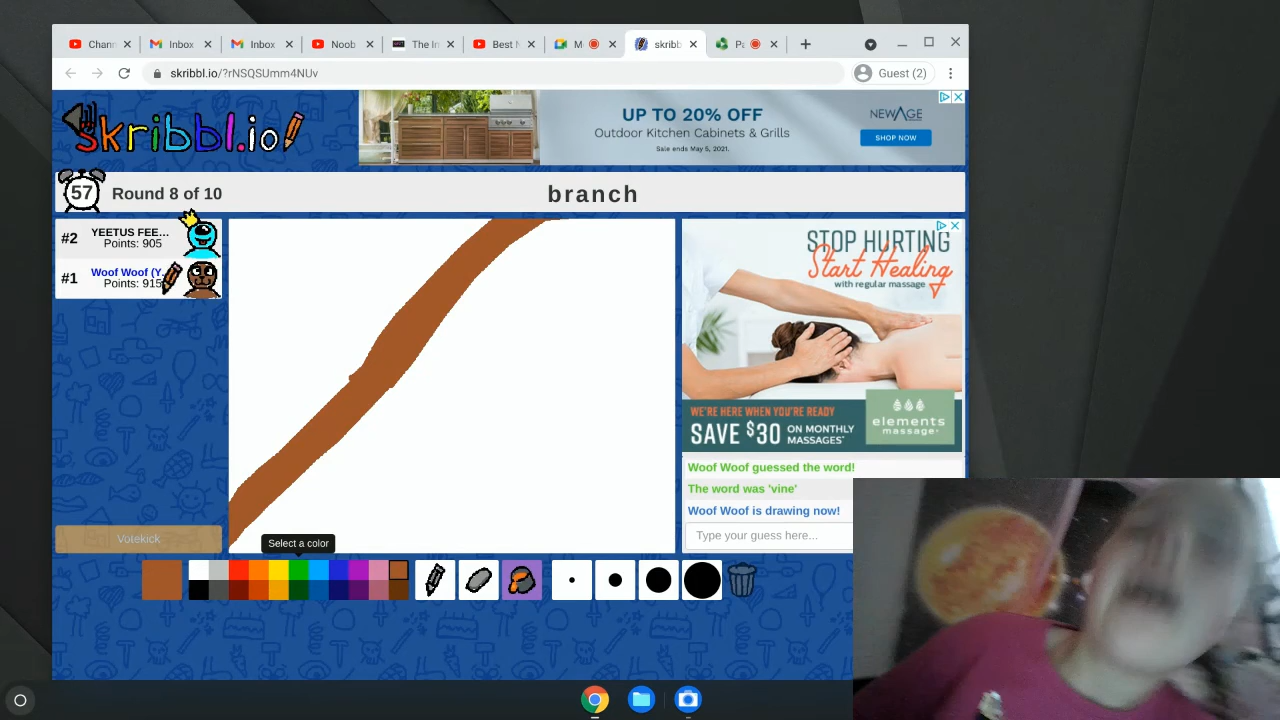 Chann
Inbox
Inbox
Noob
The In
Best N
M
skribb
Pa
skribbl.io/?rNSQSUmm4NUv
Guest (2)
skribbl.io
UP TO 20% OFF
Outdoor Kitchen Cabinets & Grills
Sale ends May 5, 2021.
NEWAGE
SHOP NOW
57
Round 8 of 10
branch
#2
YEETUS FEE...
Points: 905
#1
Woof Woof (Y
Points: 915
STOP HURTING
Start Healing
with regular massage
WE'RE HERE WHEN YOU'RE READY
SAVE $30 ON MONTHLY MASSAGES*
elements
massage
Woof Woof guessed the word!
The word was 'vine'
Woof Woof is drawing now!
Type your guess here...
Votekick
Select a color